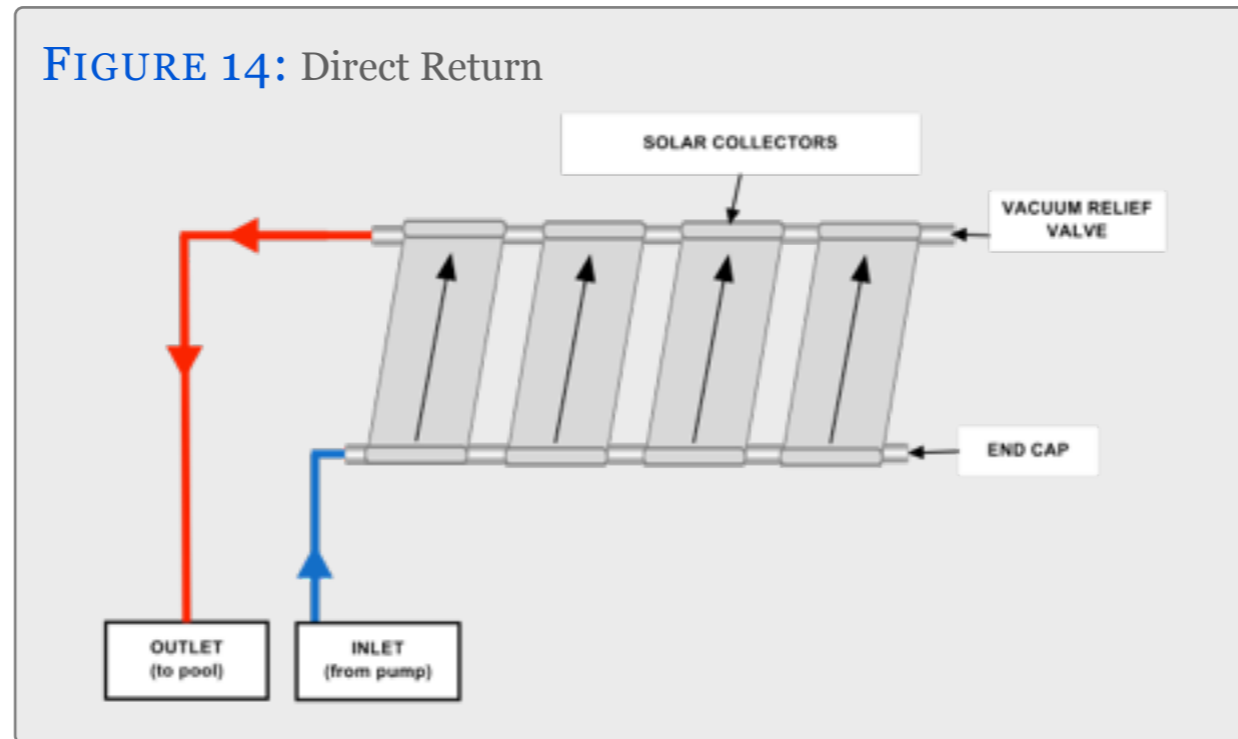 FIGURE 14: Direct Return
SOLAR COLLECTORS
VACUUM RELIEF
VALVE
END CAP
OUTLET
(to pool)
INLET
(from pump)